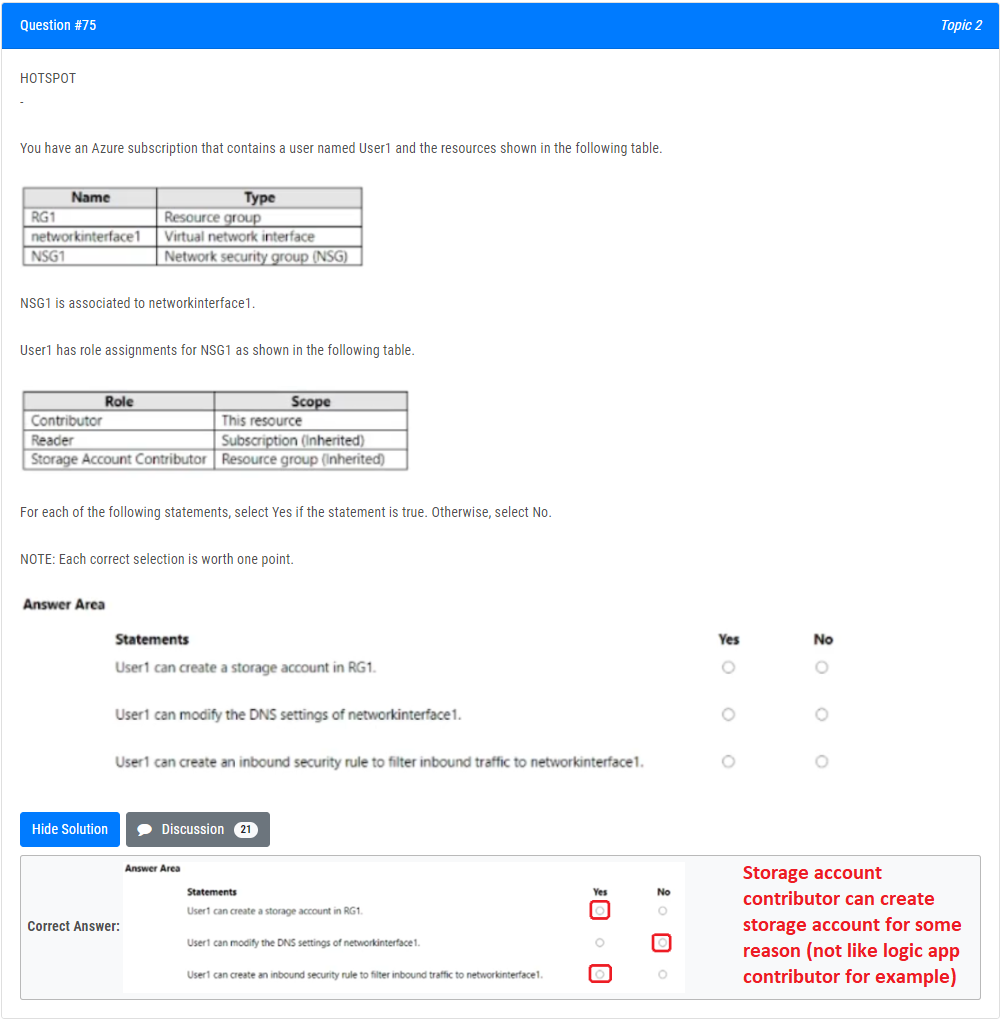 Question #75 Topic 2
HOTSPOT
-
You have an Azure subscription that contains a user named User1 and the resources shown in the following table.
Name Type
RG1 Resource group
networkinterface1 Virtual network interface
NSG1 Network security group (NSG)
NSG1 is associated to networkinterface1.
User1 has role assignments for NSG1 as shown in the following table.
Role Scope
Contributor This resource
Reader Subscription (Inherited)
Storage Account Contributor Resource group (Inherited)
For each of the following statements, select Yes if the statement is true. Otherwise, select No.
NOTE: Each correct selection is worth one point.
Answer Area
Statements Yes No
User1 can create a storage account in RG1.
User1 can modify the DNS settings of networkinterface1.
User1 can create an inbound security rule to filter inbound traffic to networkinterface1.
Hide Solution Discussion 21
Correct Answer:
Answer Area
Statements Yes No
User1 can create a storage account in RG1.
User1 can modify the DNS settings of networkinterface1.
User1 can create an inbound security rule to filter inbound traffic to networkinterface1.
Storage account
contributor can create
storage account for some
reason (not like logic app
contributor for example)